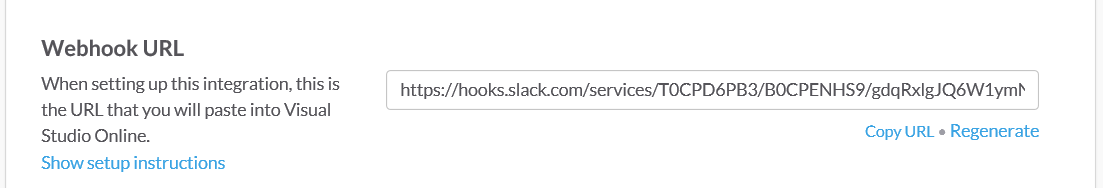 Webhook URL
When setting up this integration, this is
the URL that you will paste into Visual
Studio Online.
Show setup instructions
https://hooks.slack.com/services/T0CPD6PB3/B0CPENHS9/gdqRxlgJQ6W1ymN
Copy URL • Regenerate